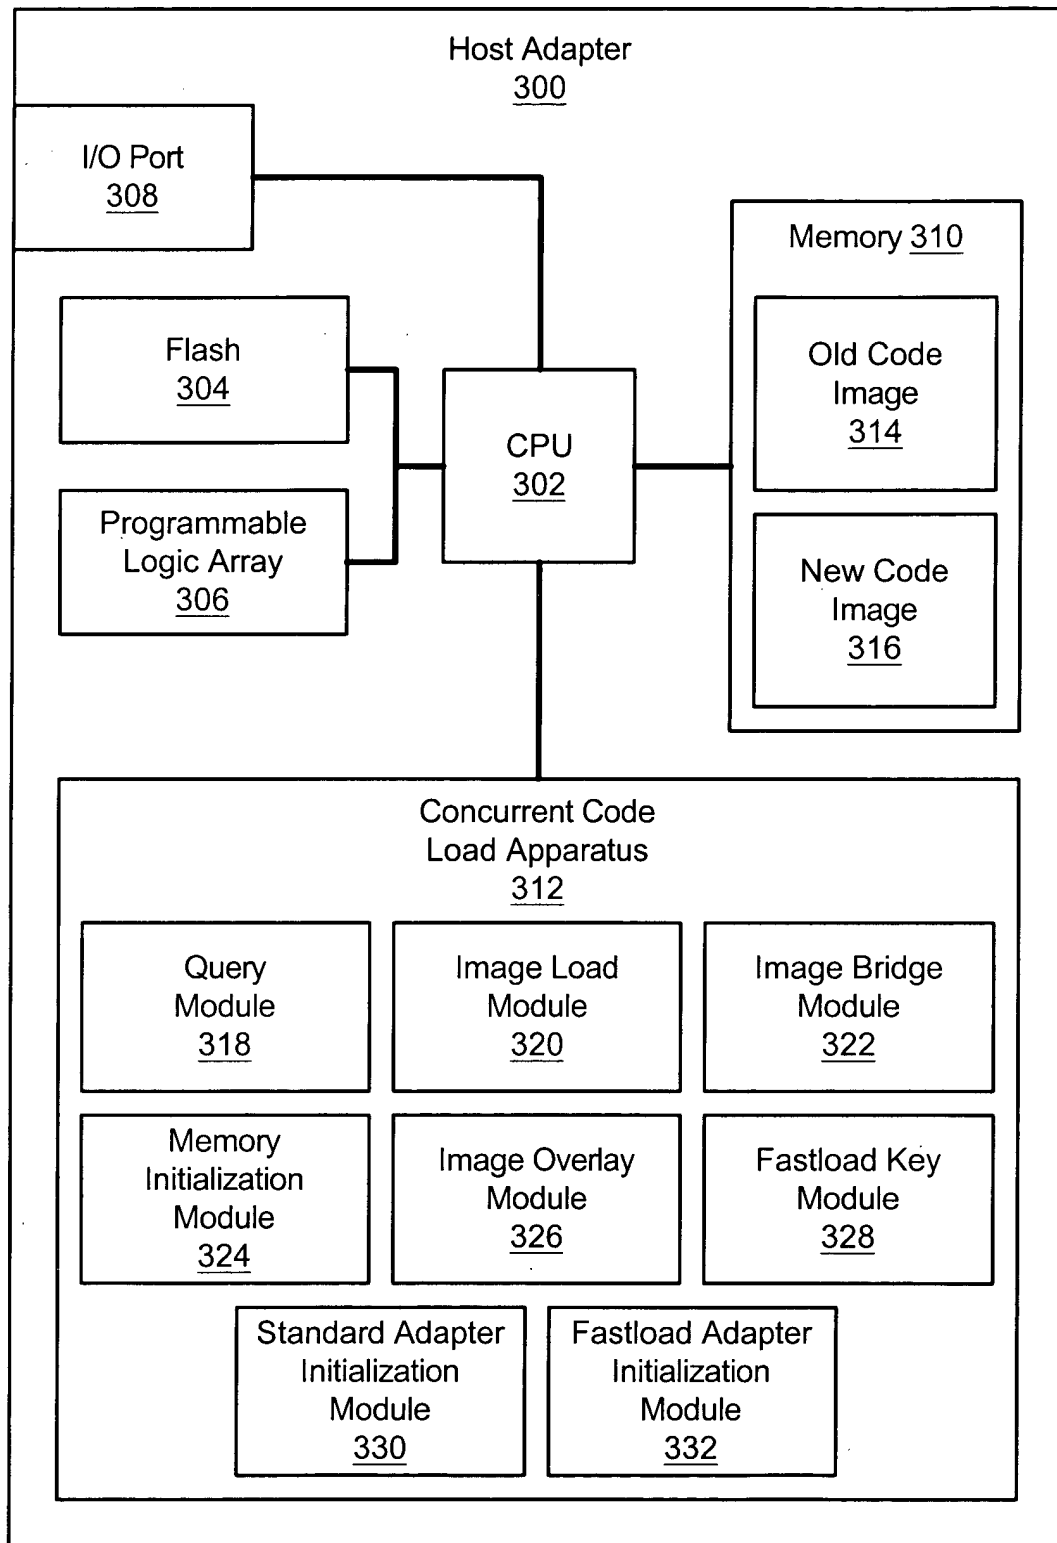 Host Adapter
300
I/O Port
308
Memory 310
Flash
304
Old Code
Image
314
CPU
302
Programmable
Logic Array
306
New Code
Image
316
Concurrent Code
Load Apparatus
312
Query
Module
318
Image Load
Module
320
Image Bridge
Module
322
Memory
Initialization
Module
324
Image Overlay
Module
326
Fastload Key
Module
328
Standard Adapter
Initialization
Module
330
Fastload Adapter
Initialization
Module
332